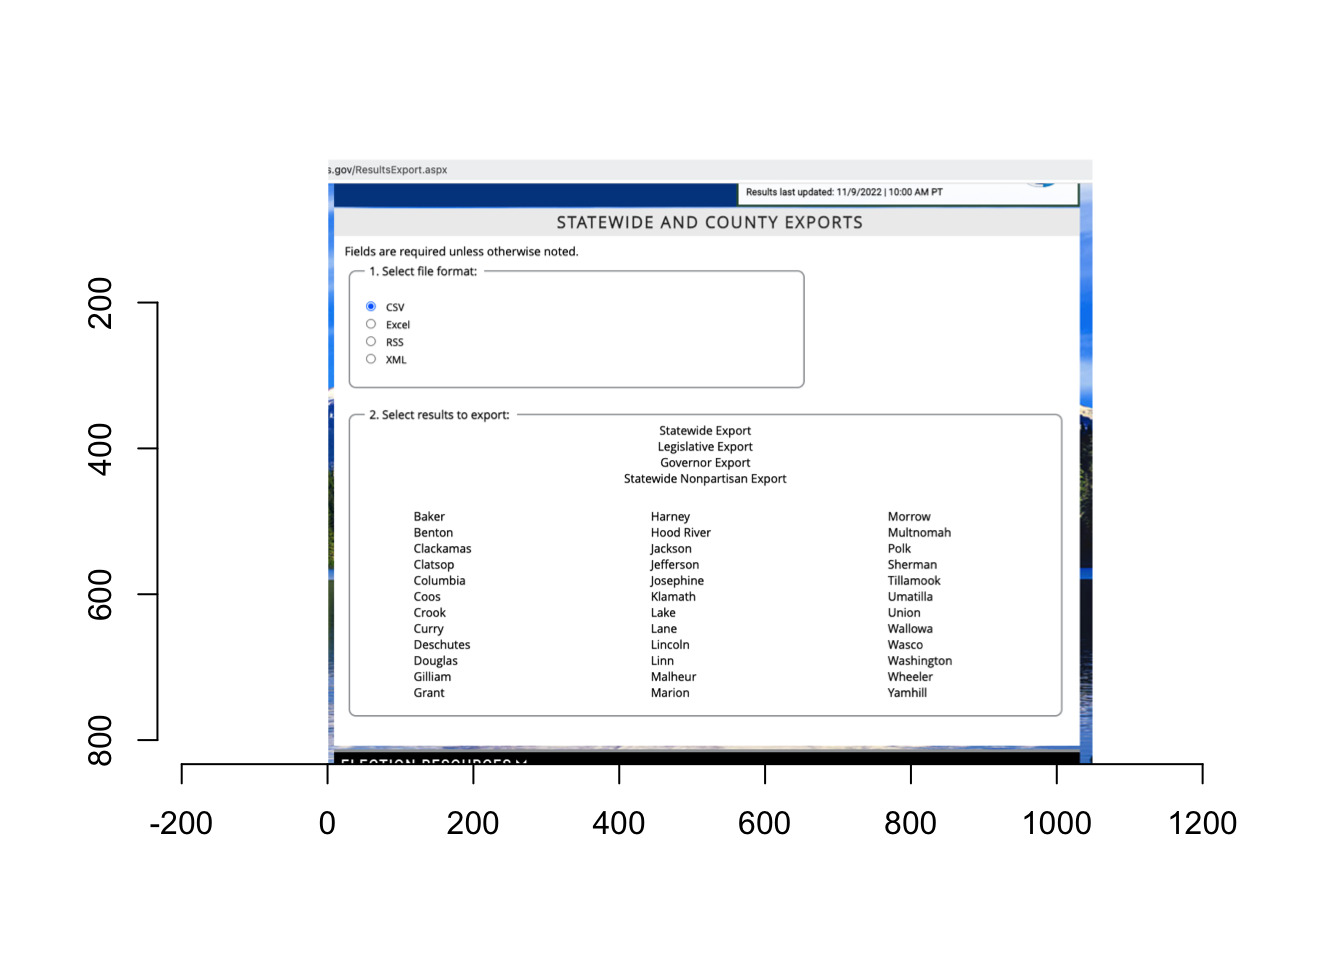 s.gov/ResultsExport.aspx
Results last updated: 11/9/2022 | 10:00 AM PT
STATEWIDE AND COUNTY EXPORTS
Fields are required unless otherwise noted.
1. Select file format:
CSV
Excel
RSS
XML
2. Select results to export:
Statewide Export
Legislative Export
Governor Export
Statewide Nonpartisan Export
Baker Harney Morrow
Benton Hood River Multnomah
Clackamas Jackson Polk
Clatsop Jefferson Sherman
Columbia Josephine Tillamook
Coos Klamath Umatilla
Crook Lake Union
Curry Lane Wallowa
Deschutes Lincoln Wasco
Douglas Linn Washington
Gilliam Malheur Wheeler
Grant Marion Yamhill
ELECTION RESOURCES
200
400
600
800
-200 0 200 400 600 800 1000 1200